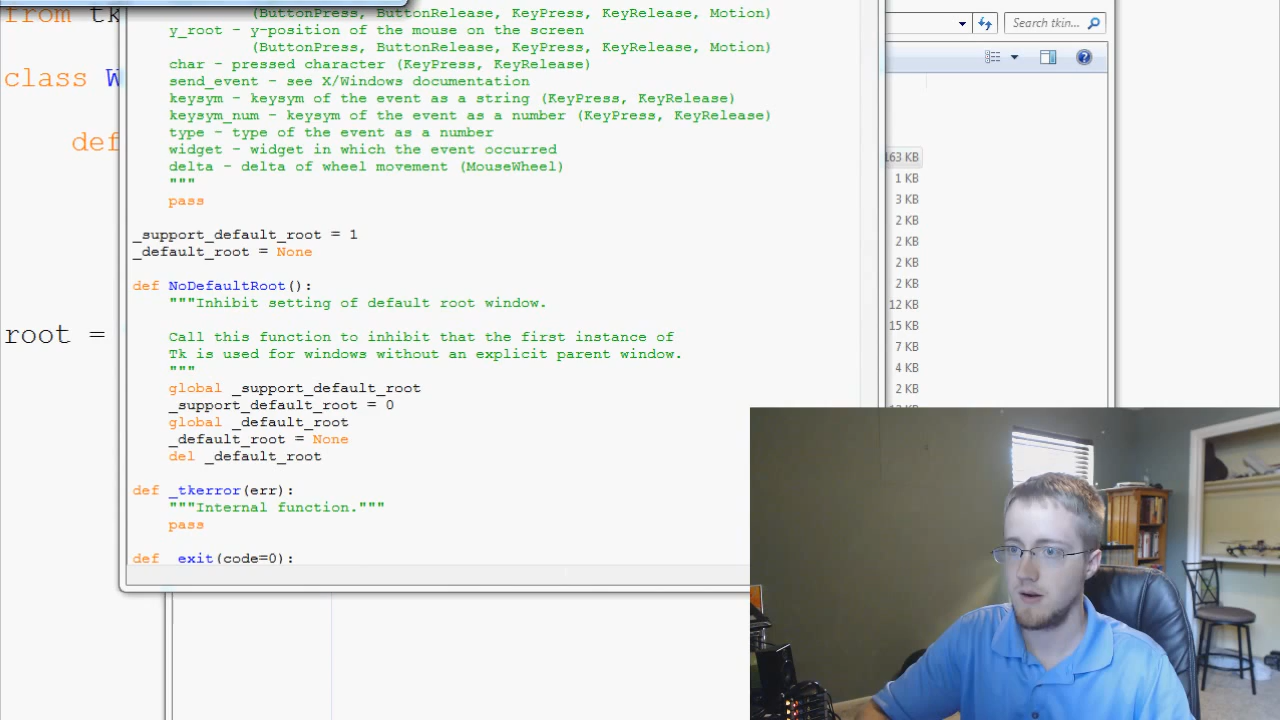 from tk
class W
def
root =
(ButtonPress, ButtonRelease, KeyPress, KeyRelease, Motion)
y_root - y-position of the mouse on the screen
(ButtonPress, ButtonRelease, KeyPress, KeyRelease, Motion)
char - pressed character (KeyPress, KeyRelease)
send_event - see X/Windows documentation
keysym - keysym of the event as a string (KeyPress, KeyRelease)
keysym_num - keysym of the event as a number (KeyPress, KeyRelease)
type - type of the event as a number
widget - widget in which the event occurred
delta - delta of wheel movement (MouseWheel)
"""
pass
_support_default_root = 1
_default_root = None
def NoDefaultRoot():
"""Inhibit setting of default root window.
Call this function to inhibit that the first instance of
Tk is used for windows without an explicit parent window.
"""
global _support_default_root
_support_default_root = 0
global _default_root
_default_root = None
del _default_root
def _tkerror(err):
"""Internal function."""
pass
def _exit(code=0):
Search tkin...
163 KB
1 KB
3 KB
2 KB
2 KB
2 KB
2 KB
12 KB
15 KB
7 KB
4 KB
2 KB